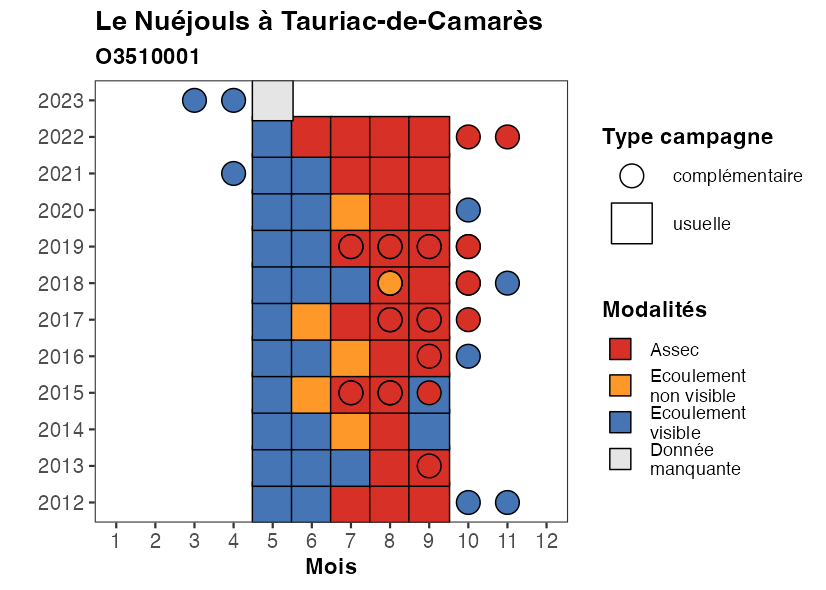 Le Nuéjouls à Tauriac-de-Camarès
O3510001
2023
2022
2021
2020
2019
2018
2017
2016
2015
2014
2013
2012
1 2 3 4 5 6 7 8 9 10 11 12
Mois
Type campagne
complémentaire
usuelle
Modalités
Assec
Ecoulement
non visible
Ecoulement
visible
Donnée
manquante